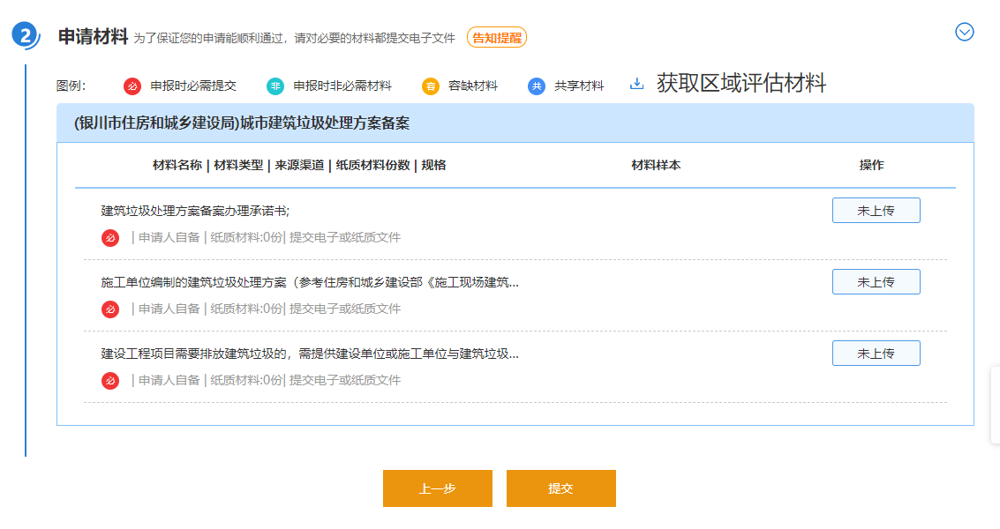 2 申请材料 为了保证您的申请能顺利通过，请对必要的材料都提交电子文件 告知提醒
图例： 必 申报时必需提交 非 申报时非必需材料 容 容缺材料 共 共享材料 获取区域评估材料
(银川市住房和城乡建设局)城市建筑垃圾处理方案备案
材料名称 | 材料类型 | 来源渠道 | 纸质材料份数 | 规格 材料样本 操作
建筑垃圾处理方案备案办理承诺书; 未上传
必 | 申请人自备 | 纸质材料:0份| 提交电子或纸质文件
施工单位编制的建筑垃圾处理方案（参考住房和城乡建设部《施工现场建筑... 未上传
必 | 申请人自备 | 纸质材料:0份| 提交电子或纸质文件
建设工程项目需要排放建筑垃圾的，需提供建设单位或施工单位与建筑垃圾... 未上传
必 | 申请人自备 | 纸质材料:0份| 提交电子或纸质文件
上一步 提交